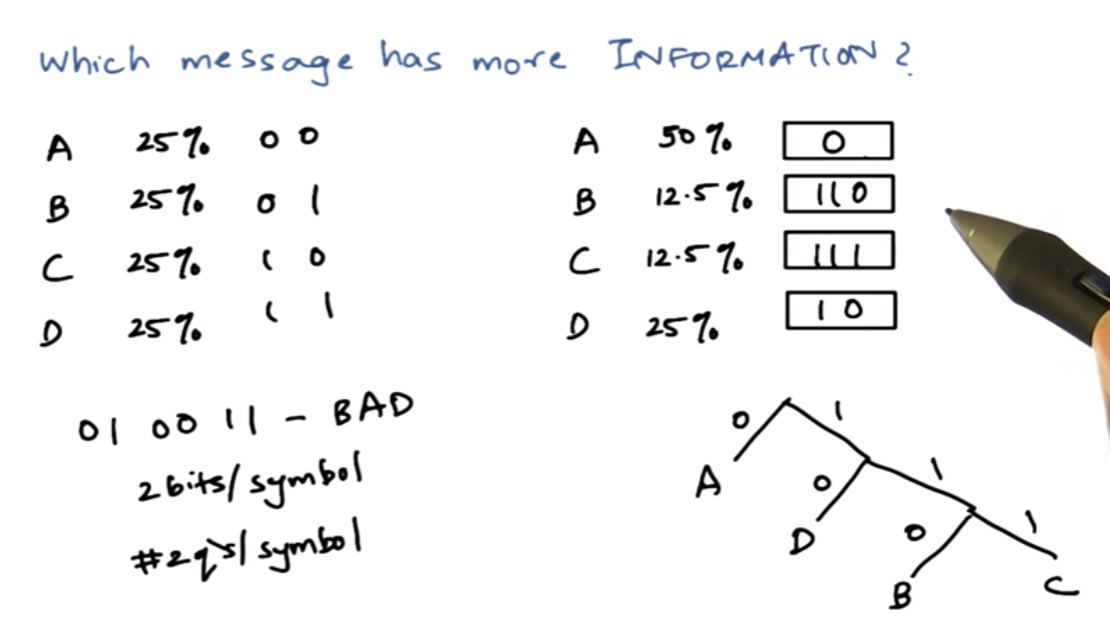 Which message has more INFORMATION?
A 25% 0 0
B 25% 0 1
C 25% 1 0
D 25% 1 1
01 00 11 - BAD
2 bits/symbol
#2q's/symbol
A 50% 0
B 12.5% 110
C 12.5% 111
D 25% 10
0 1
A 0 1
D 0 1
B C